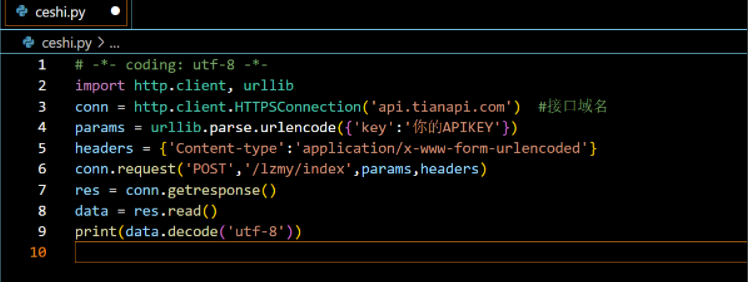 ceshi.py
ceshi.py > ...
1 # -*- coding: utf-8 -*-
2 import http.client, urllib
3 conn = http.client.HTTPSConnection('api.tianapi.com')  #接口域名
4 params = urllib.parse.urlencode({'key':'你的APIKEY'})
5 headers = {'Content-type':'application/x-www-form-urlencoded'}
6 conn.request('POST','/lzmy/index',params,headers)
7 res = conn.getresponse()
8 data = res.read()
9 print(data.decode('utf-8'))
10